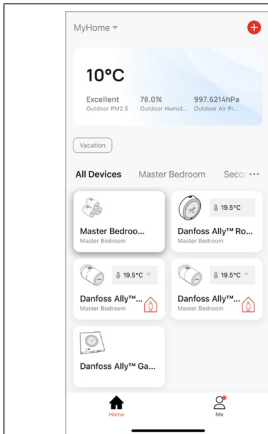 MyHome
10°C
Excellent 78.0% 997.6214hPa
Outdoor PM2.5 Outdoor Humid... Outdoor Air Pr...
Vacation
All Devices Master Bedroom Seco ...
19.5°C
Master Bedroo... Danfoss Ally™ Ro...
Master Bedroom Master Bedroom
19.5°C 19.5°C
Danfoss Ally™... Danfoss Ally™...
Master Bedroom Master Bedroom
Danfoss Ally™ Ga...
Home Me